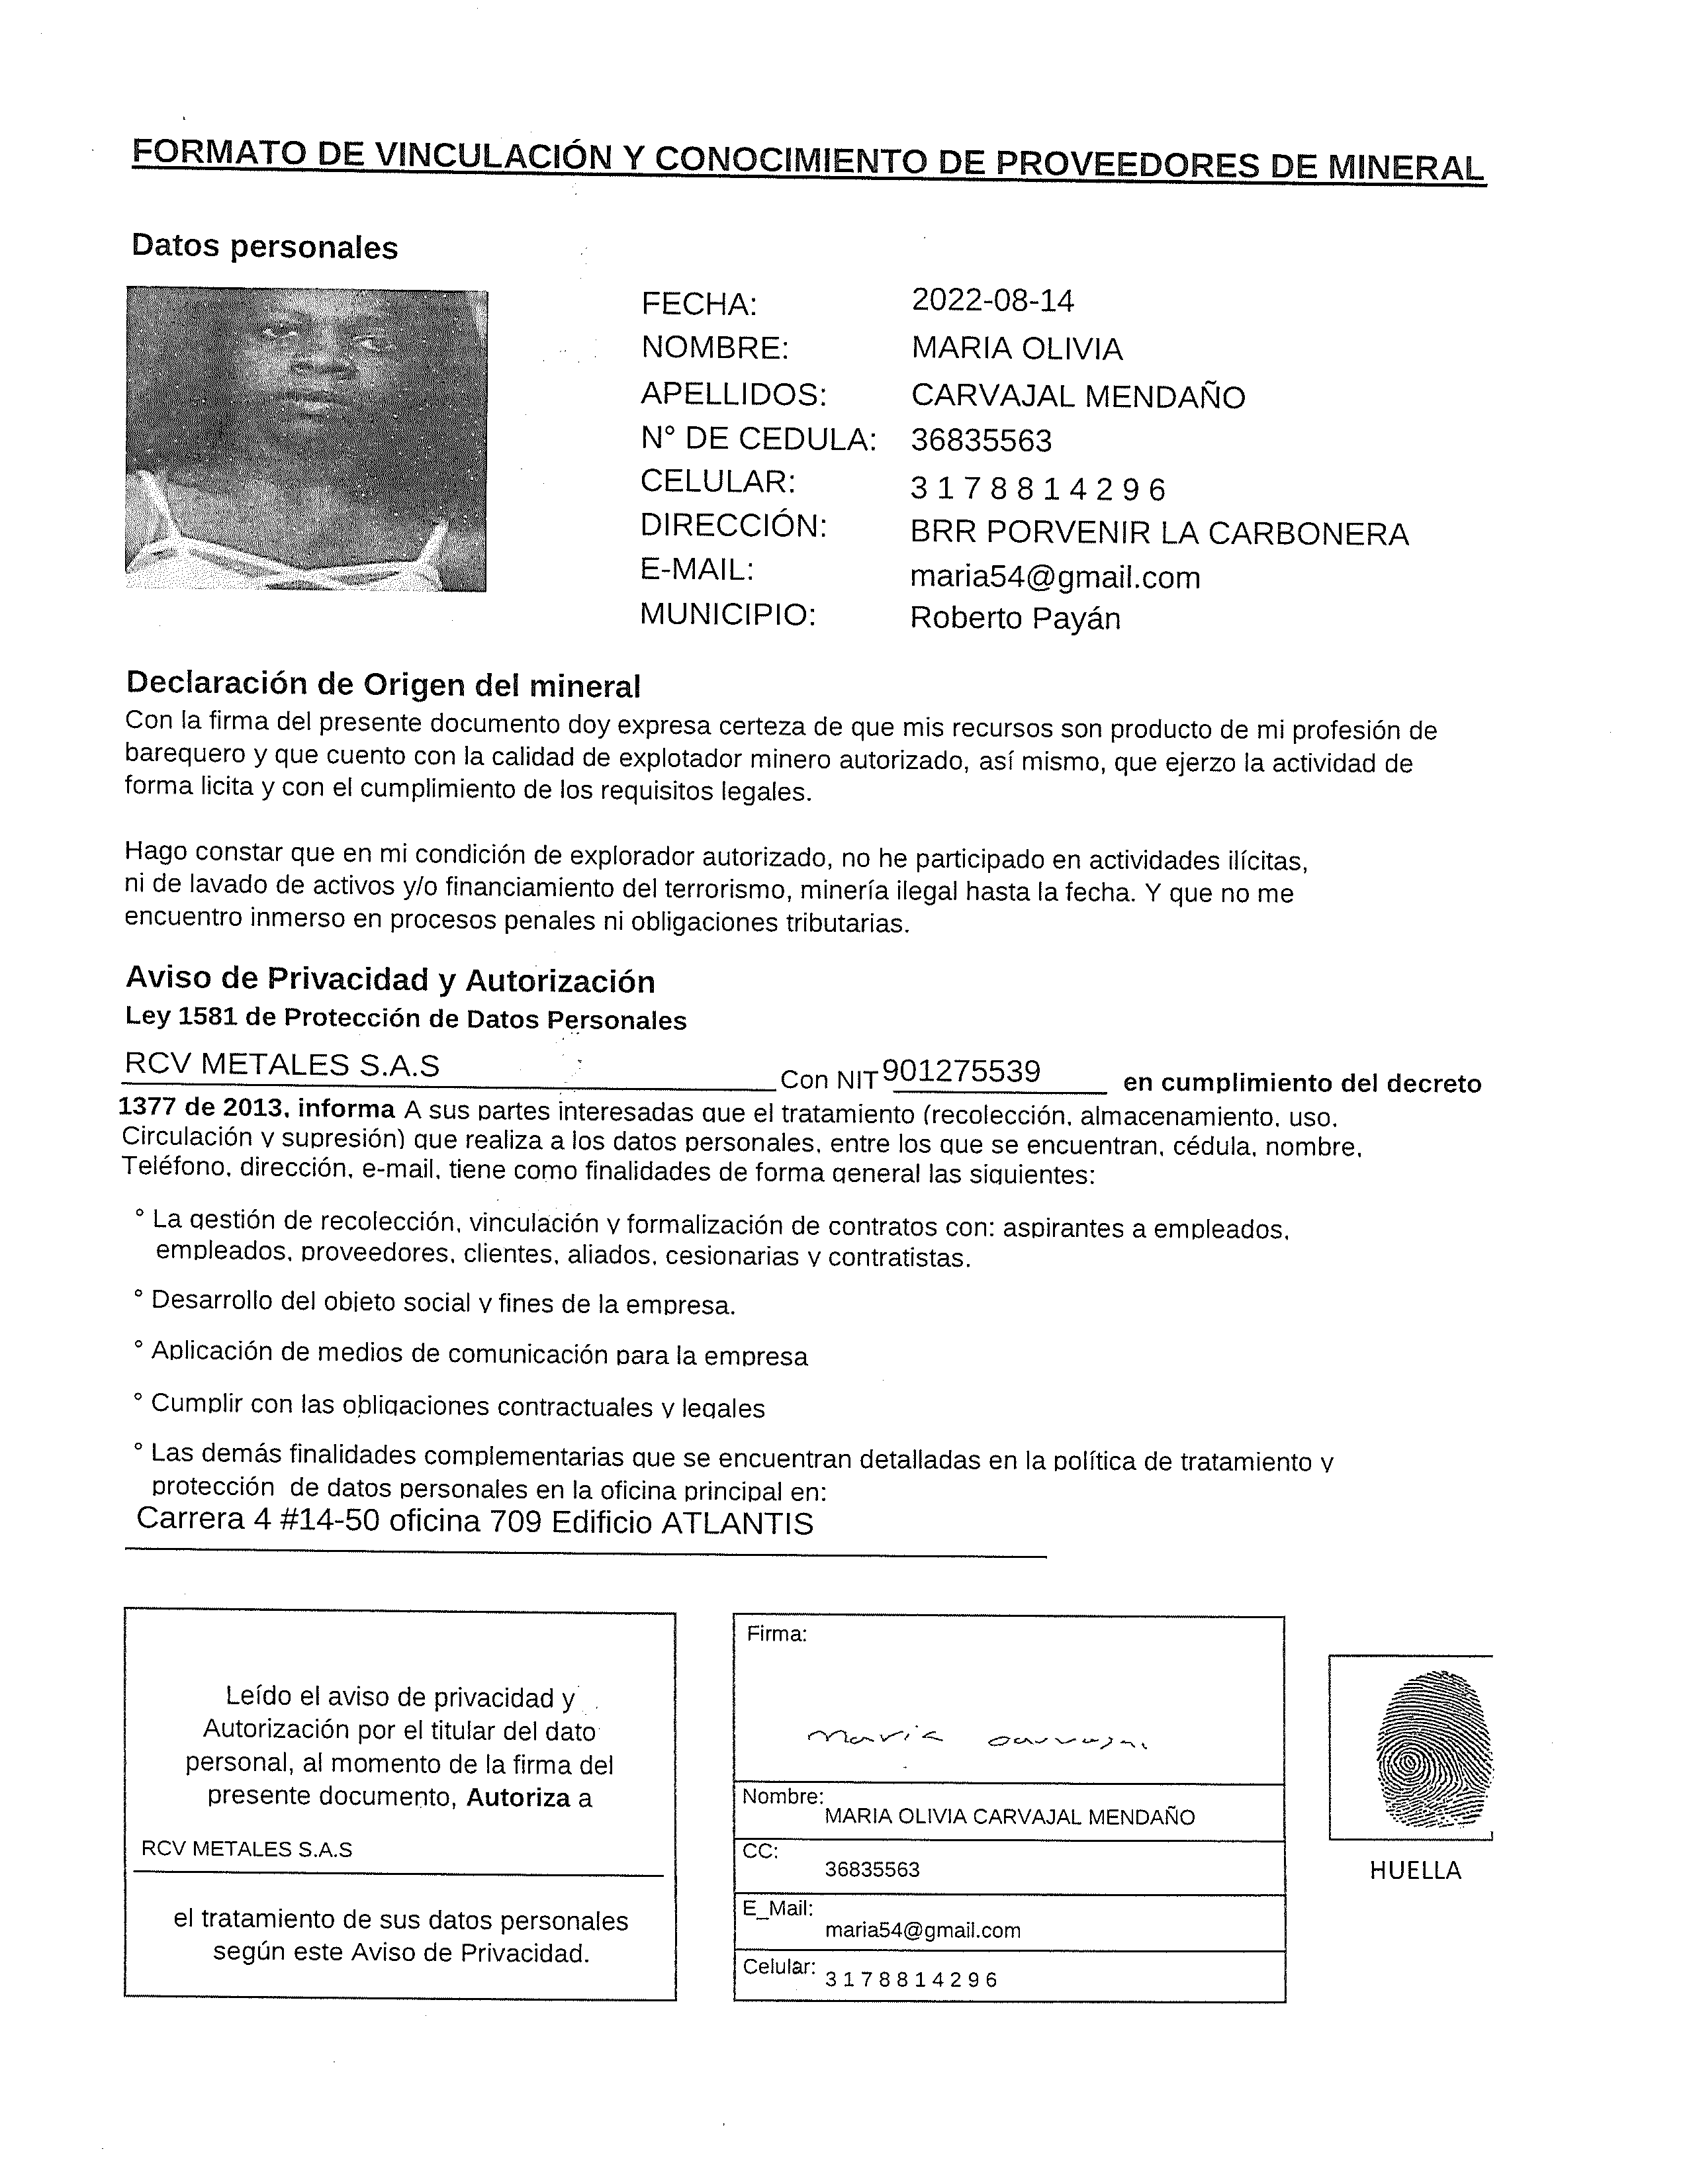 FORMATO DE VINCULACIÓN Y CONOCIMIENTO DE PROVEEDORES DE MINERAL
Datos personales
FECHA: 2022-08-14
NOMBRE: MARIA OLIVIA
APELLIDOS: CARVAJAL MENDAÑO
N° DE CEDULA: 36835563
CELULAR: 3 1 7 8 8 1 4 2 9 6
DIRECCIÓN: BRR PORVENIR LA CARBONERA
E-MAIL: maria54@gmail.com
MUNICIPIO: Roberto Payán
Declaración de Origen del mineral
Con la firma del presente documento doy expresa certeza de que mis recursos son producto de mi profesión de
barequero y que cuento con la calidad de explotador minero autorizado, así mismo, que ejerzo la actividad de
forma licita y con el cumplimiento de los requisitos legales.
Hago constar que en mi condición de explorador autorizado, no he participado en actividades ilícitas,
ni de lavado de activos y/o financiamiento del terrorismo, minería ilegal hasta la fecha. Y que no me
encuentro inmerso en procesos penales ni obligaciones tributarias.
Aviso de Privacidad y Autorización
Ley 1581 de Protección de Datos Personales
RCV METALES S.A.S Con NIT 901275539 en cumplimiento del decreto
1377 de 2013, informa A sus partes interesadas que el tratamiento (recolección, almacenamiento, uso,
Circulación y supresión) que realiza a los datos personales, entre los que se encuentran, cédula, nombre,
Teléfono, dirección, e-mail, tiene como finalidades de forma general las siguientes:
° La gestión de recolección, vinculación y formalización de contratos con: aspirantes a empleados,
empleados, proveedores, clientes, aliados, cesionarias y contratistas.
° Desarrollo del objeto social y fines de la empresa.
° Aplicación de medios de comunicación para la empresa
° Cumplir con las obligaciones contractuales y legales
° Las demás finalidades complementarias que se encuentran detalladas en la política de tratamiento y
protección de datos personales en la oficina principal en:
Carrera 4 #14-50 oficina 709 Edificio ATLANTIS
Leído el aviso de privacidad y
Autorización por el titular del dato
personal, al momento de la firma del
presente documento, Autoriza a
RCV METALES S.A.S
el tratamiento de sus datos personales
según este Aviso de Privacidad.
Firma:
maria carvajal
Nombre:
MARIA OLIVIA CARVAJAL MENDAÑO
CC:
36835563
E_Mail:
maria54@gmail.com
Celular: 3 1 7 8 8 1 4 2 9 6
HUELLA